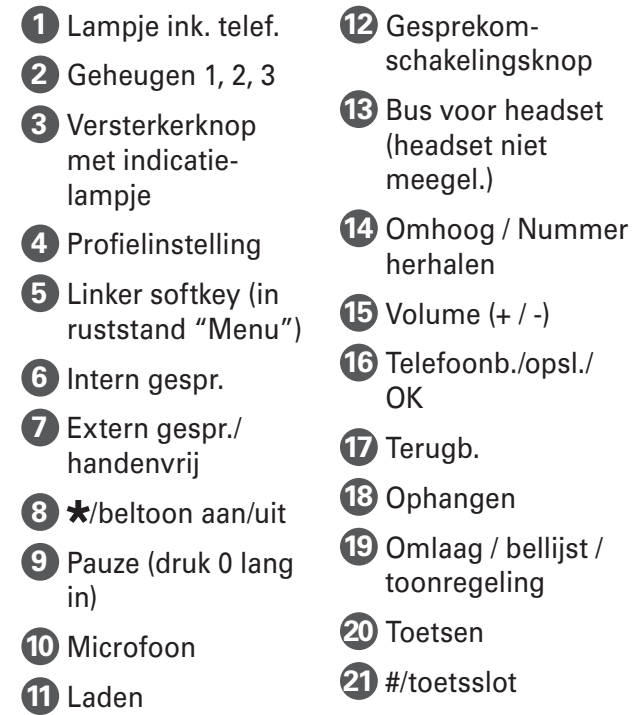 1 Lampje ink. telef.
2 Geheugen 1, 2, 3
3 Versterkerknop
met indicatie-
lampje
4 Profielinstelling
5 Linker softkey (in
ruststand “Menu”)
6 Intern gespr.
7 Extern gespr./
handenvrij
8 *​/beltoon aan/uit
9 Pauze (druk 0 lang
in)
10 Microfoon
11 Laden
12 Gesprekom-
schakelingsknop
13 Bus voor headset
(headset niet
meegel.)
14 Omhoog / Nummer
herhalen
15 Volume (+ / -)
16 Telefoonb./opsl./
OK
17 Terugb.
18 Ophangen
19 Omlaag / bellijst /
toonregeling
20 Toetsen
21 #/toetsslot